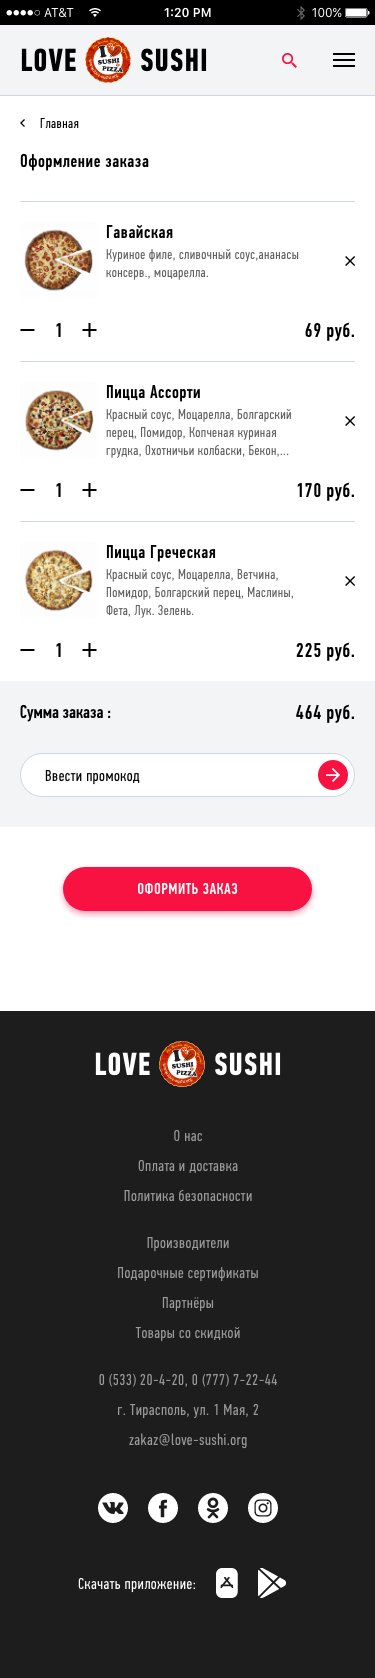 AT&T 1:20 PM 100%
LOVE I SUSHI PIZZA SUSHI
Главная
Оформление заказа
Гавайская
Куриное филе, сливочный соус,ананасы
консерв., моцарелла.
1 69 руб.
Пицца Ассорти
Красный соус, Моцарелла, Болгарский
перец, Помидор, Копченая куриная
грудка, Охотничьи колбаски, Бекон,...
1 170 руб.
Пицца Греческая
Красный соус, Моцарелла, Ветчина,
Помидор, Болгарский перец, Маслины,
Фета, Лук. Зелень.
1 225 руб.
Сумма заказа : 464 руб.
Ввести промокод
ОФОРМИТЬ ЗАКАЗ
LOVE I SUSHI PIZZA SUSHI
О нас
Оплата и доставка
Политика безопасности
Производители
Подарочные сертификаты
Партнёры
Товары со скидкой
0 (533) 20-4-20, 0 (777) 7-22-44
г. Тирасполь, ул. 1 Мая, 2
zakaz@love-sushi.org
Скачать приложение: